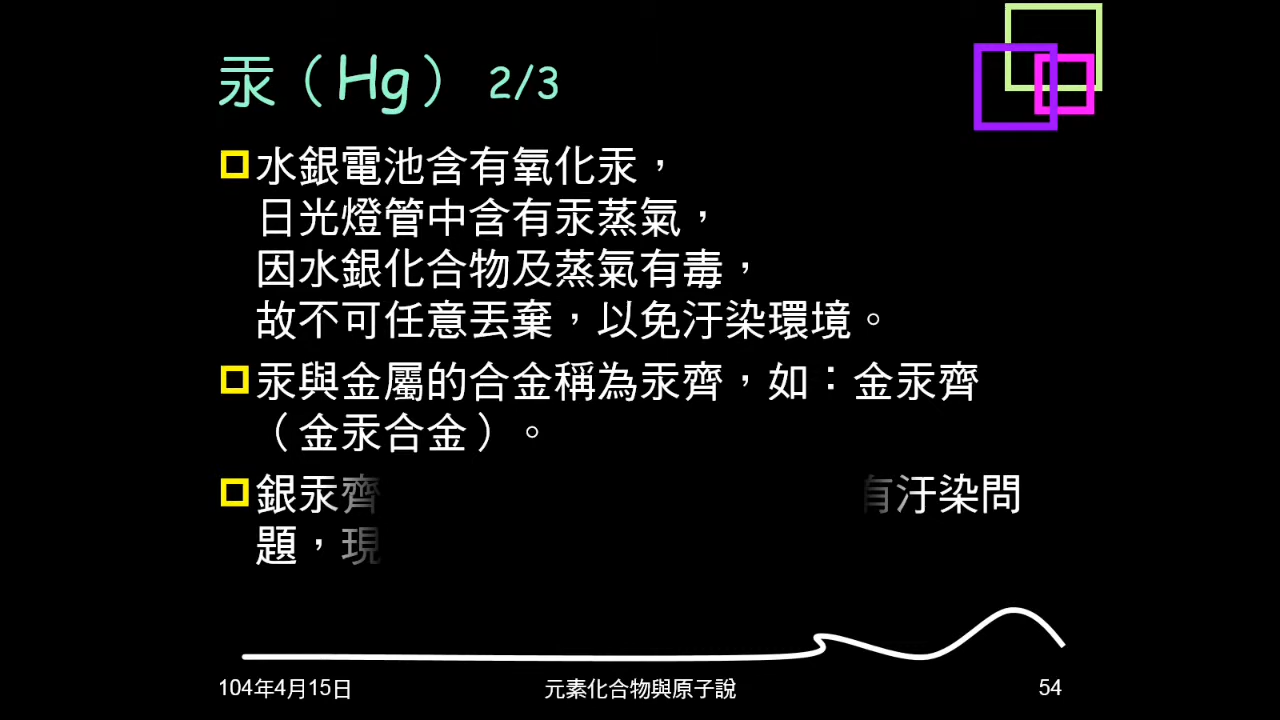 汞（Hg） 2/3
水銀電池含有氧化汞，
日光燈管中含有汞蒸氣，
因水銀化合物及蒸氣有毒，
故不可任意丟棄，以免汙染環境。
汞與金屬的合金稱為汞齊，如：金汞齊
（金汞合金）。
銀汞齊 有汙染問
題，現
104年4月15日 元素化合物與原子說 54